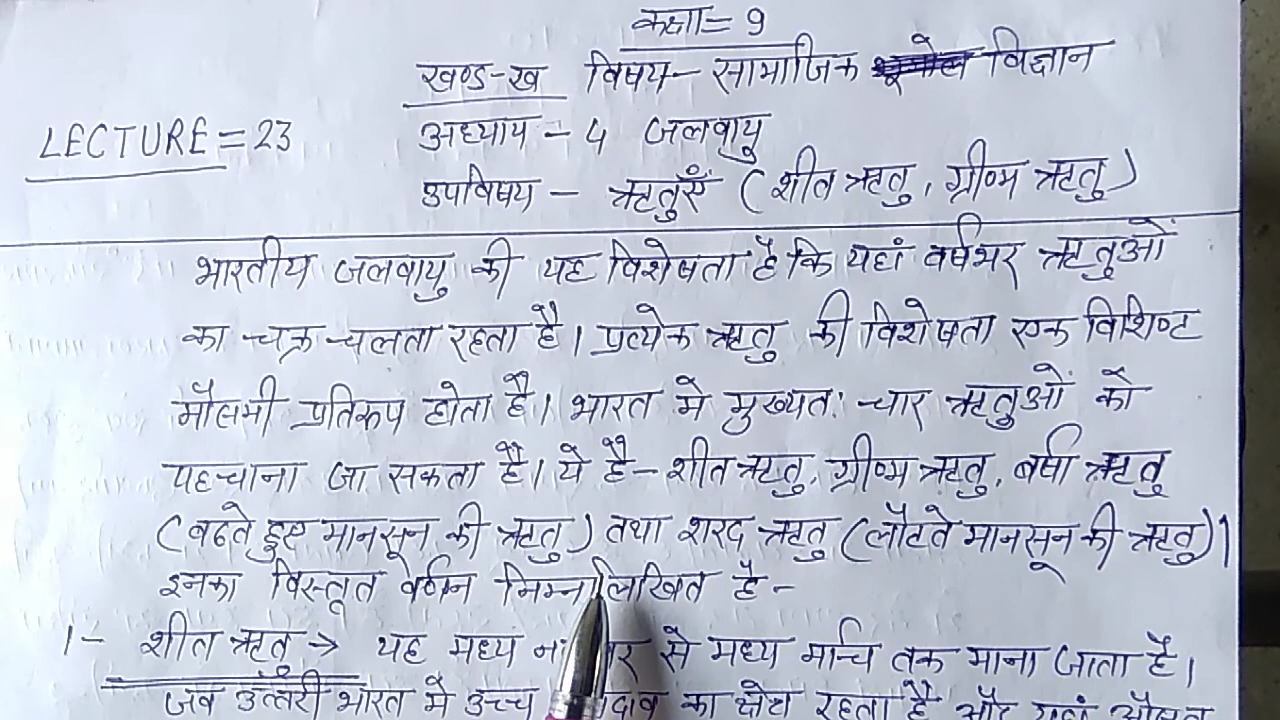 कक्षा = 9
खण्ड-ख विषय - सामाजिक विज्ञान
LECTURE = 23
अध्याय - 4 जलवायु
उपविषय - ऋतुएँ (शीत ऋतु, ग्रीष्म ऋतु)
भारतीय जलवायु की यह विशेषता है कि यहां वर्षभर ऋतुओं
का चक्र चलता रहता है। प्रत्येक ऋतु की विशेषता एक विशिष्ट
मौसमी प्रतिरूप होता है। भारत मे मुख्यतः चार ऋतुओं को
पहचाना जा सकता है। ये है - शीत ऋतु, ग्रीष्म ऋतु, वर्षा ऋतु
(बढते हुए मानसून की ऋतु) तथा शरद ऋतु (लौटते मानसून की ऋतु)।
इनका विस्तृत वर्णन निम्नलिखित है -
1- शीत ऋतु → यह मध्य से मध्य मार्च तक माना जाता है।
जब उत्तरी भारत मे उच्च का क्षेत्र रहता है और